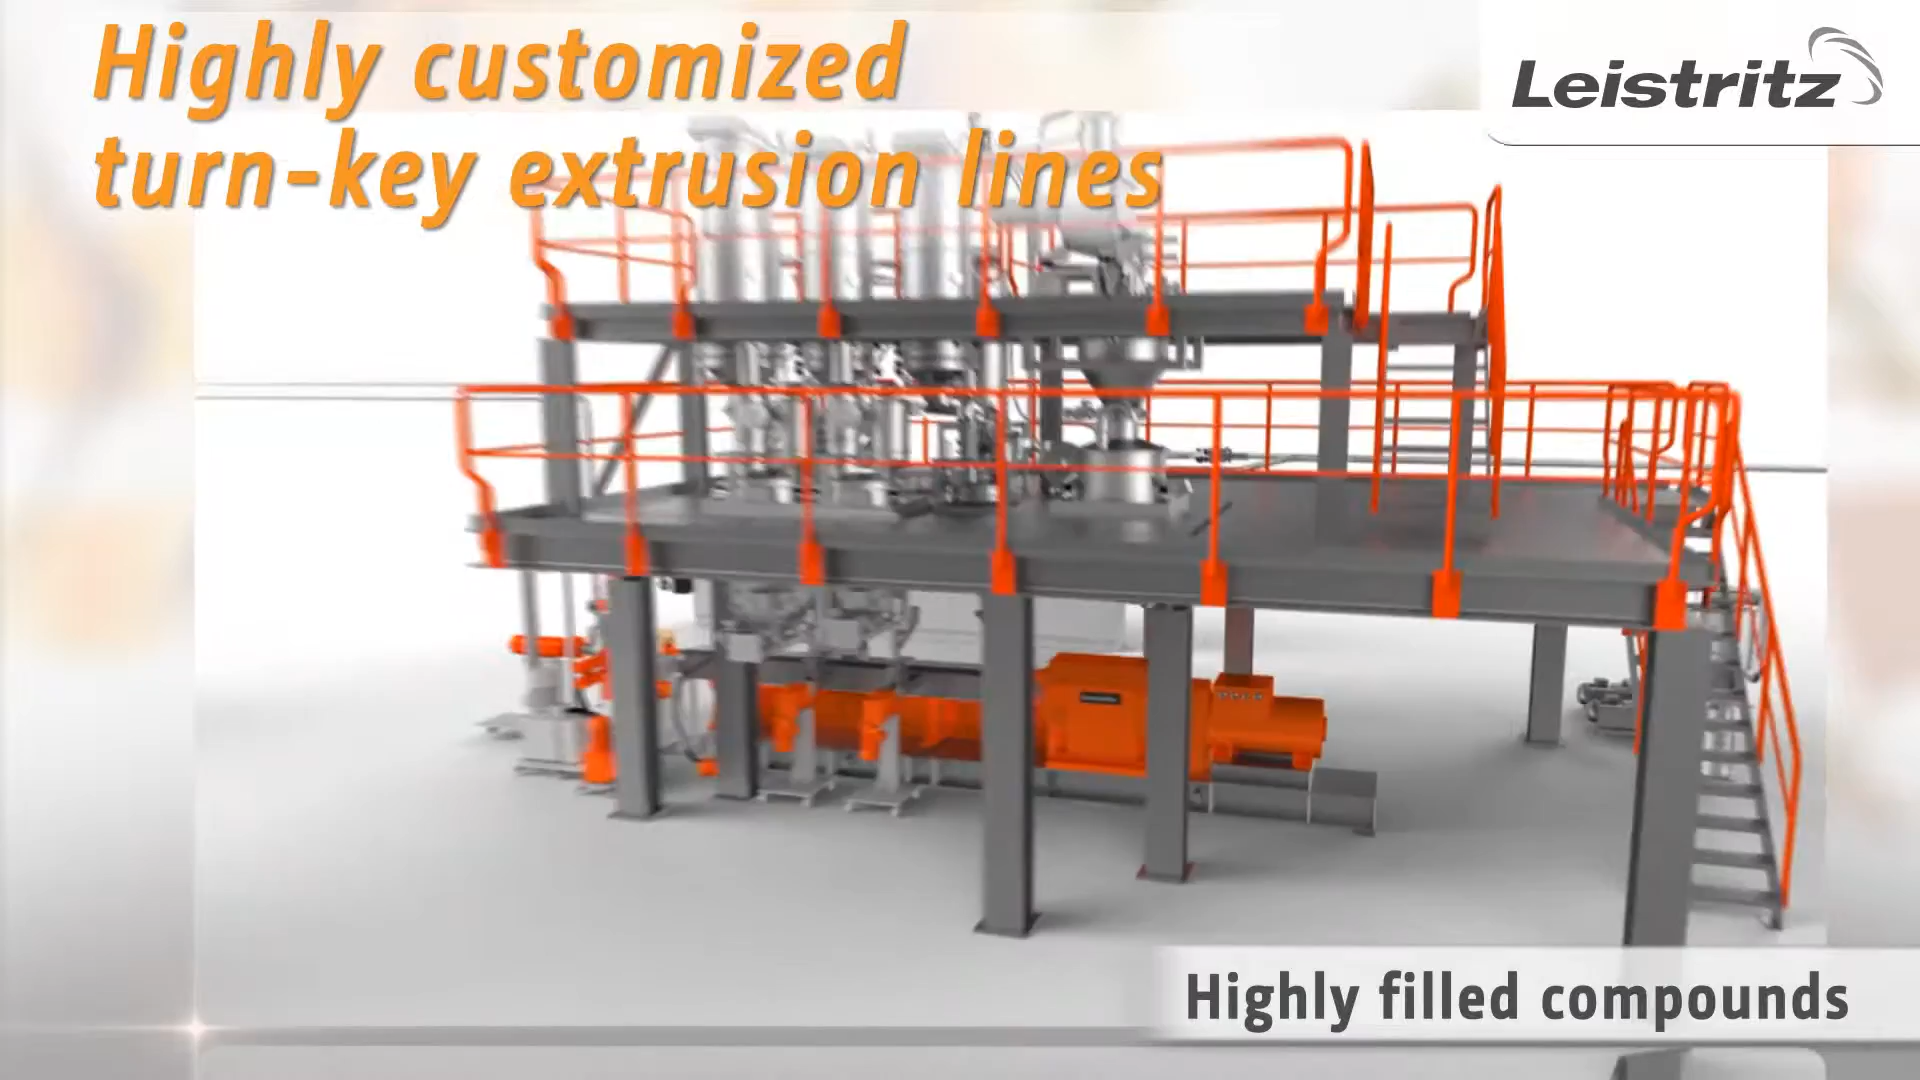 Highly customized
turn-key extrusion lines
Leistritz
Highly filled compounds